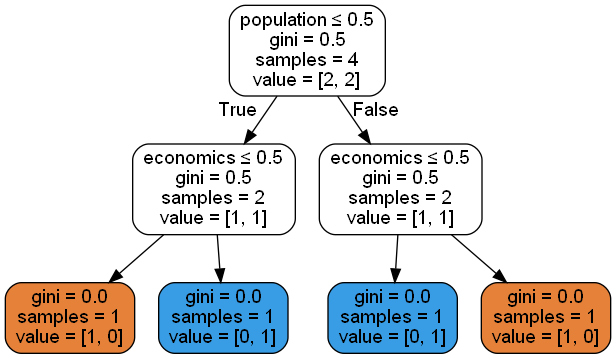 population ≤ 0.5
gini = 0.5
samples = 4
value = [2, 2]
True
False
economics ≤ 0.5
gini = 0.5
samples = 2
value = [1, 1]
economics ≤ 0.5
gini = 0.5
samples = 2
value = [1, 1]
gini = 0.0
samples = 1
value = [1, 0]
gini = 0.0
samples = 1
value = [0, 1]
gini = 0.0
samples = 1
value = [0, 1]
gini = 0.0
samples = 1
value = [1, 0]